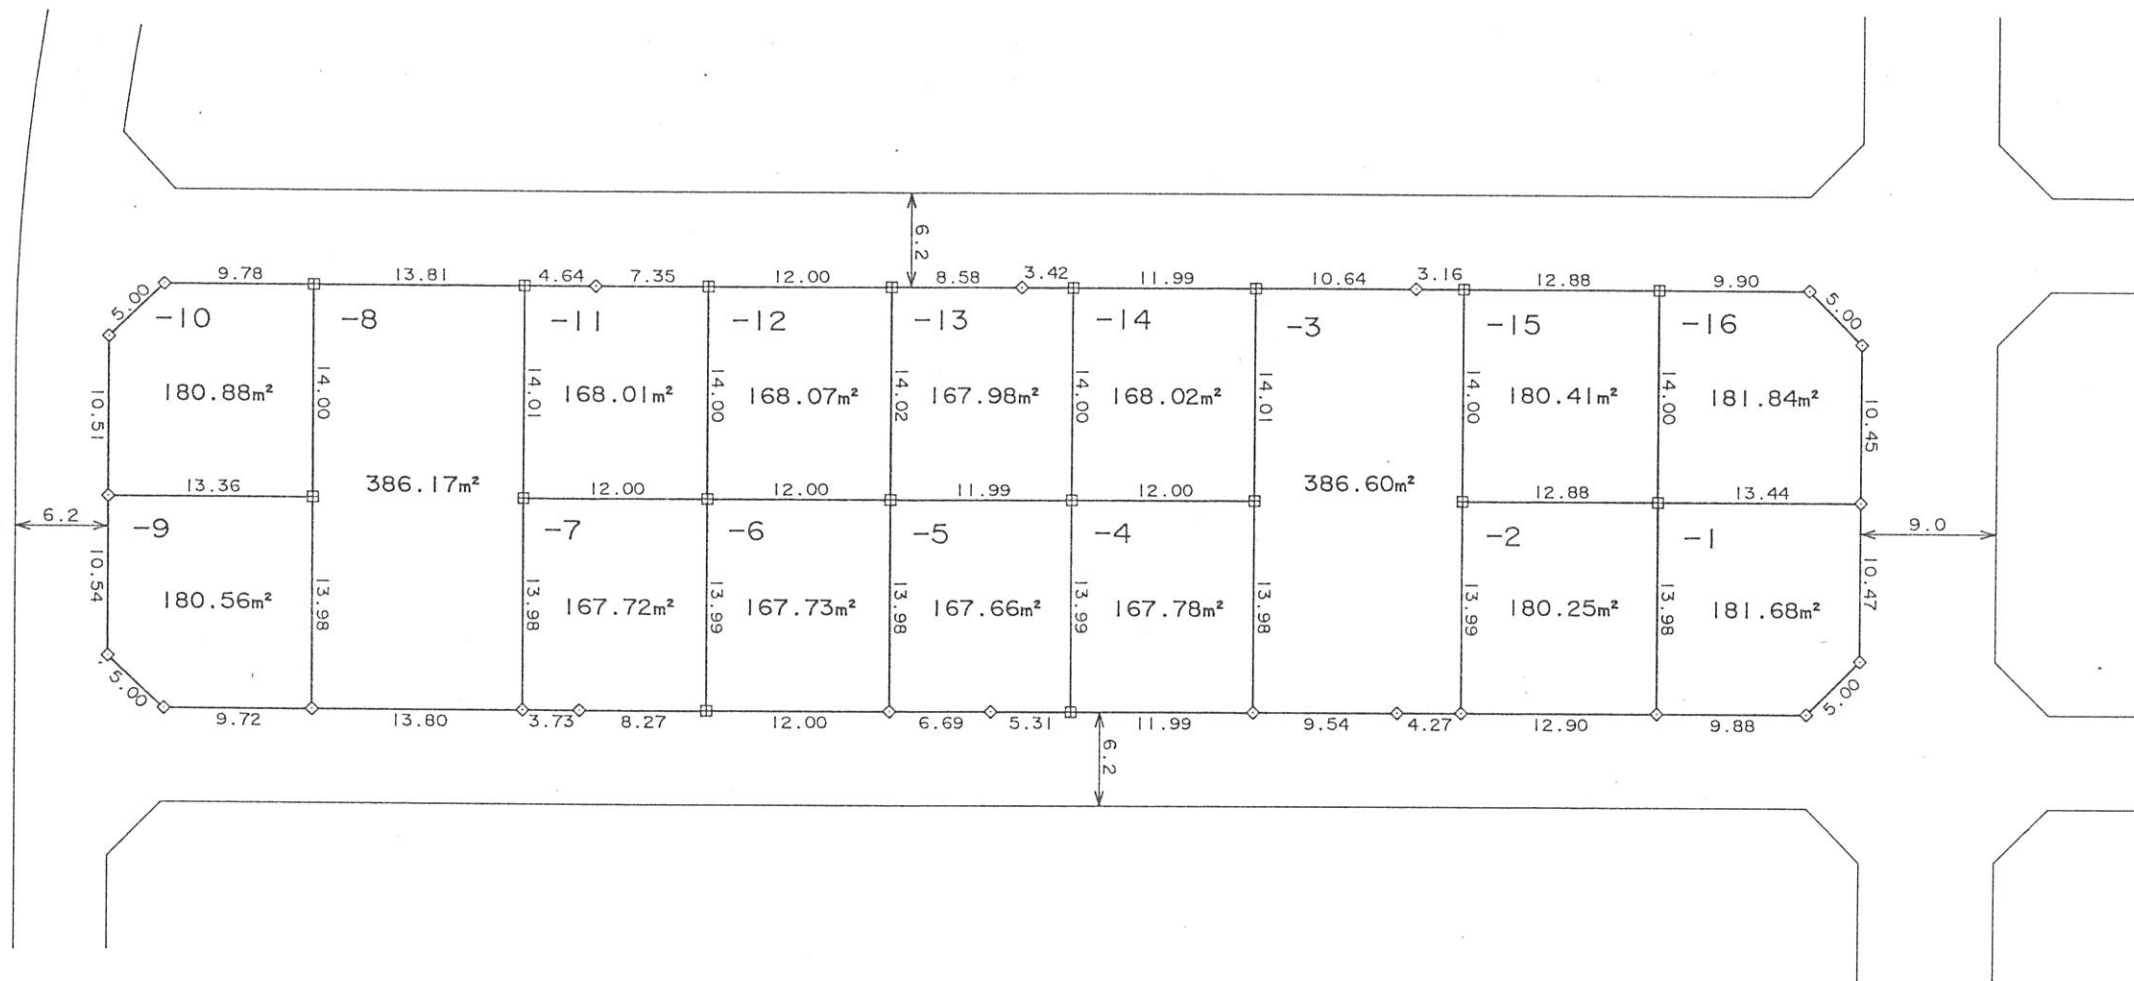 6.2
9.78 13.81 4.64 7.35 12.00 8.58 3.42 11.99 10.64 3.16 12.88 9.90
5.00 5.00
-10 -8 -11 -12 -13 -14 -3 -15 -16
180.88m² 168.01m² 168.07m² 167.98m² 168.02m² 180.41m² 181.84m²
10.51 14.00 14.01 14.00 14.02 14.00 14.01 14.00 14.00 10.45
386.17m² 386.60m²
13.36 12.00 12.00 11.99 12.00 12.88 13.44
6.2 9.0
-9 -7 -6 -5 -4 -2 -1
180.56m² 167.72m² 167.73m² 167.66m² 167.78m² 180.25m² 181.68m²
10.54 13.98 13.98 13.99 13.98 13.99 13.98 13.99 13.98 10.47
5.00 5.00
9.72 13.80 3.73 8.27 12.00 6.69 5.31 11.99 9.54 4.27 12.90 9.88
6.2